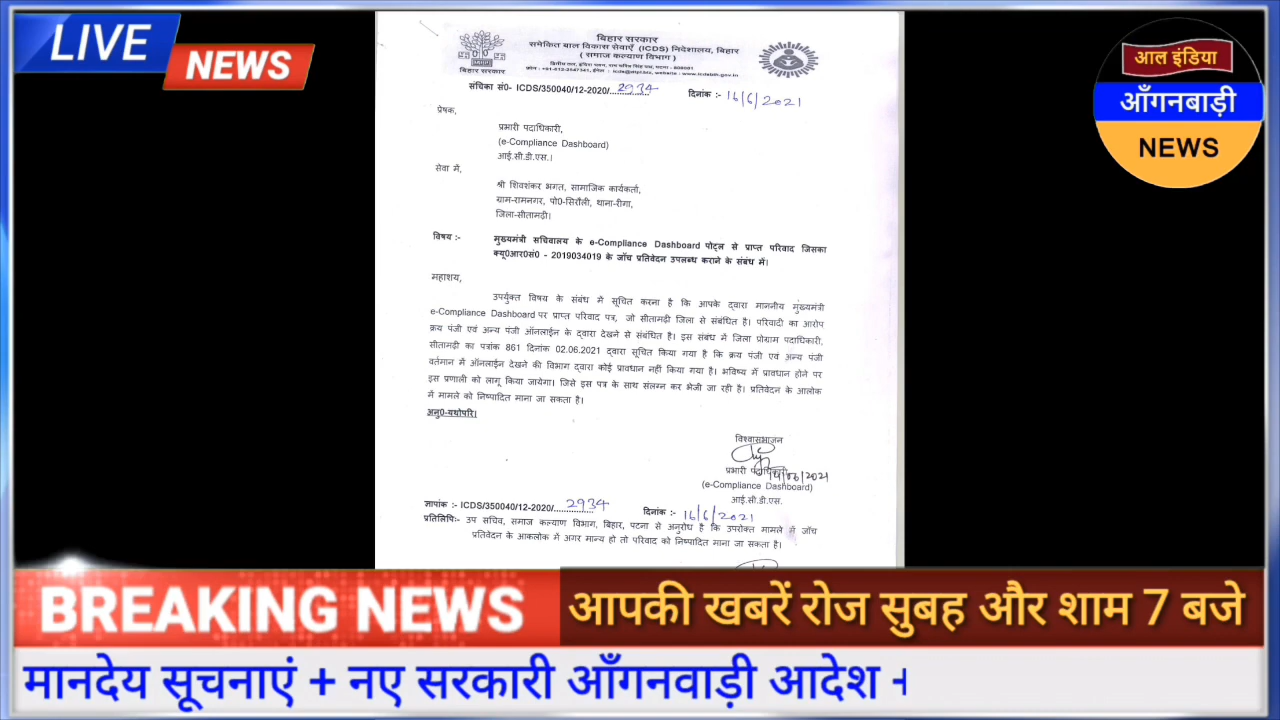 LIVE
NEWS
आल इंडिया
आँगनबाड़ी
NEWS
बिहार सरकार
बिहार सरकार
समेकित बाल विकास सेवाएँ (ICDS) निदेशालय, बिहार
( समाज कल्याण विभाग )
संचिका सं0- ICDS/350040/12-2020/..2934.. दिनांक :- 16/6/2021
प्रेषक,
प्रभारी पदाधिकारी,
(e-Compliance Dashboard)
आई.सी.डी.एस.।
सेवा में,
श्री शिवशंकर भगत, सामाजिक कार्यकर्ता,
ग्राम-रामनगर, पो0-सिरौली, थाना-रीगा,
जिला-सीतामढ़ी।
विषय :- मुख्यमंत्री सचिवालय के e-Compliance Dashboard पोर्टल से प्राप्त परिवाद जिसका
क्यू0आर0सं0 - 2019034019 के जाँच प्रतिवेदन उपलब्ध कराने के संबंध में।
महाशय,
उपर्युक्त विषय के संबंध में सूचित करना है कि आपके द्वारा माननीय मुख्यमंत्री
e-Compliance Dashboard पर प्राप्त परिवाद पत्र, जो सीतामढ़ी जिला से संबंधित है। परिवादी का आरोप
क्रय पंजी एवं अन्य पंजी ऑनलाईन के द्वारा देखने से संबंधित है। इस संबंध में जिला प्रोग्राम पदाधिकारी,
सीतामढ़ी का पत्रांक 861 दिनांक 02.06.2021 द्वारा सूचित किया गया है कि क्रय पंजी एवं अन्य पंजी
वर्तमान में ऑनलाईन देखने की विभाग द्वारा कोई प्रावधान नहीं किया गया है। भविष्य में प्रावधान होने पर
इस प्रणाली को लागू किया जायेगा। जिसे इस पत्र के साथ संलग्न कर भेजी जा रही है। प्रतिवेदन के आलोक
में मामले को निष्पादित माना जा सकता है।
अनु0-यथोपरि।
विश्वासभाजन
प्रभारी पदाधिकारी
14/06/2021
(e-Compliance Dashboard)
आई.सी.डी.एस.
ज्ञापांक :- ICDS/350040/12-2020/..2934.. दिनांक :- 16/6/2021
प्रतिलिपि:- उप सचिव, समाज कल्याण विभाग, बिहार, पटना से अनुरोध है कि उपरोक्त मामले में जाँच
प्रतिवेदन के आकलोक में अगर मान्य हो तो परिवाद को निष्पादित माना जा सकता है।
BREAKING NEWS
आपकी खबरें रोज सुबह और शाम 7 बजे
मानदेय सूचनाएं + नए सरकारी आँगनवाड़ी आदेश +